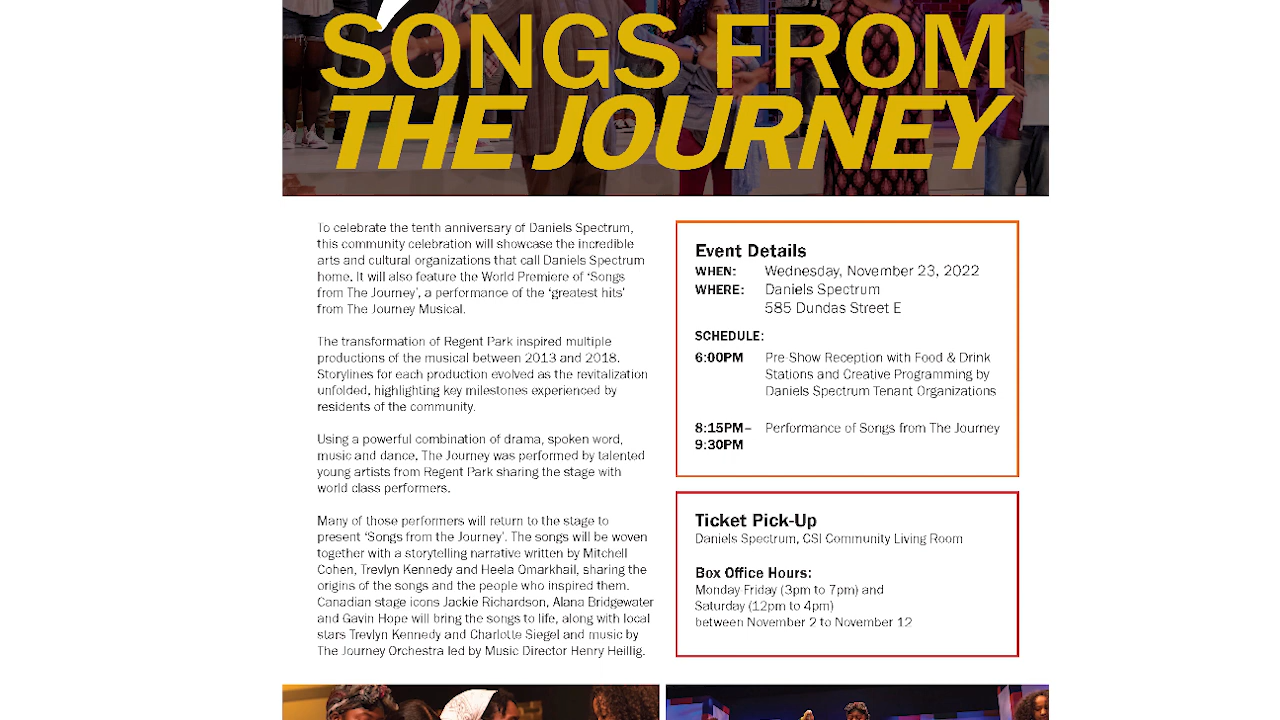 SONGS FROM
THE JOURNEY
To celebrate the tenth anniversary of Daniels Spectrum,
this community celebration will showcase the incredible
arts and cultural organizations that call Daniels Spectrum
home. It will also feature the World Premiere of ‘Songs
from The Journey’, a performance of the ‘greatest hits’
from The Journey Musical.
The transformation of Regent Park inspired multiple
productions of the musical between 2013 and 2018.
Storylines for each production evolved as the revitalization
unfolded, highlighting key milestones experienced by
residents of the community.
Using a powerful combination of drama, spoken word,
music and dance, The Journey was performed by talented
young artists from Regent Park sharing the stage with
world class performers.
Many of those performers will return to the stage to
present ‘Songs from the Journey’. The songs will be woven
together with a storytelling narrative written by Mitchell
Cohen, Trevlyn Kennedy and Heela Omarkhail, sharing the
origins of the songs and the people who inspired them.
Canadian stage icons Jackie Richardson, Alana Bridgewater
and Gavin Hope will bring the songs to life, along with local
stars Trevlyn Kennedy and Charlotte Siegel and music by
The Journey Orchestra led by Music Director Henry Heillig.
Event Details
WHEN: Wednesday, November 23, 2022
WHERE: Daniels Spectrum
585 Dundas Street E
SCHEDULE:
6:00PM Pre-Show Reception with Food & Drink
Stations and Creative Programming by
Daniels Spectrum Tenant Organizations
8:15PM– Performance of Songs from The Journey
9:30PM
Ticket Pick-Up
Daniels Spectrum, CSI Community Living Room
Box Office Hours:
Monday Friday (3pm to 7pm) and
Saturday (12pm to 4pm)
between November 2 to November 12